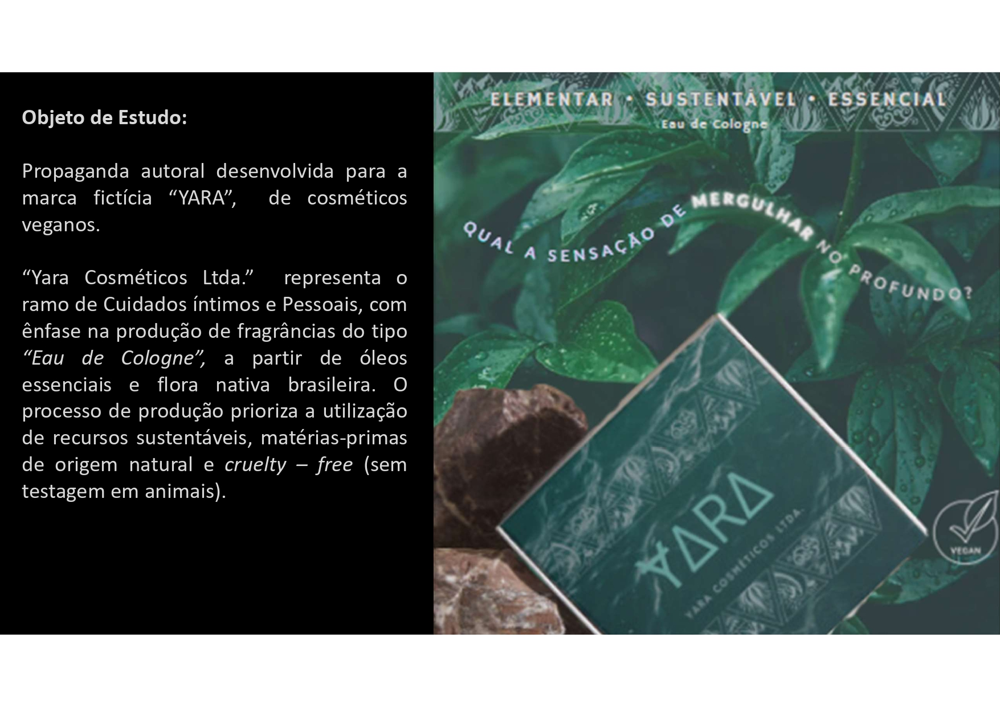 Objeto de Estudo:
Propaganda autoral desenvolvida para a
marca fictícia “YARA”, de cosméticos
veganos.
“Yara Cosméticos Ltda.” representa o
ramo de Cuidados íntimos e Pessoais, com
ênfase na produção de fragrâncias do tipo
“Eau de Cologne”, a partir de óleos
essenciais e flora nativa brasileira. O
processo de produção prioriza a utilização
de recursos sustentáveis, matérias-primas
de origem natural e cruelty – free (sem
testagem em animais).
ELEMENTAR • SUSTENTÁVEL • ESSENCIAL
Eau de Cologne
QUAL A SENSAÇÃO DE MERGULHAR NO PROFUNDO?
YARA
YARA COSMÉTICOS LTDA.
VEGAN